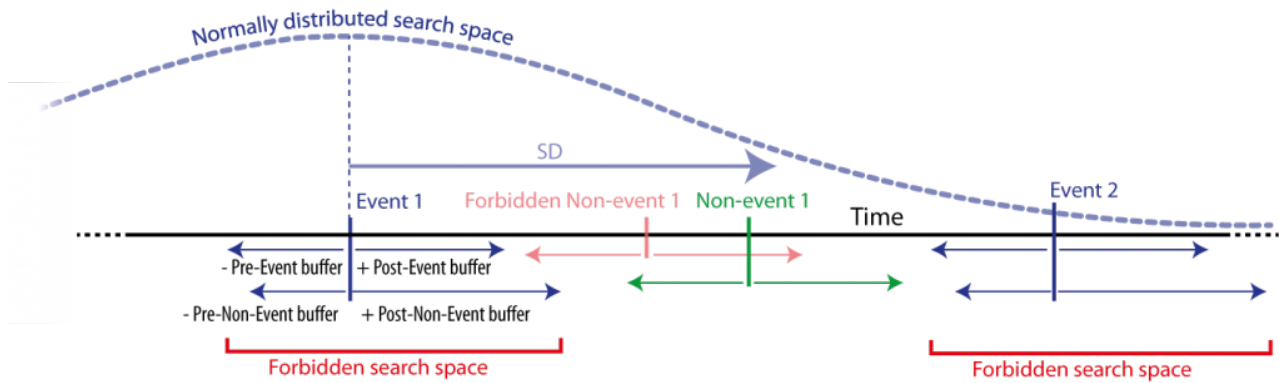 Normally distributed search space
SD
Event 1
Forbidden Non-event 1
Non-event 1
Time
Event 2
- Pre-Event buffer
+ Post-Event buffer
- Pre-Non-Event buffer
+ Post-Non-Event buffer
Forbidden search space
Forbidden search space